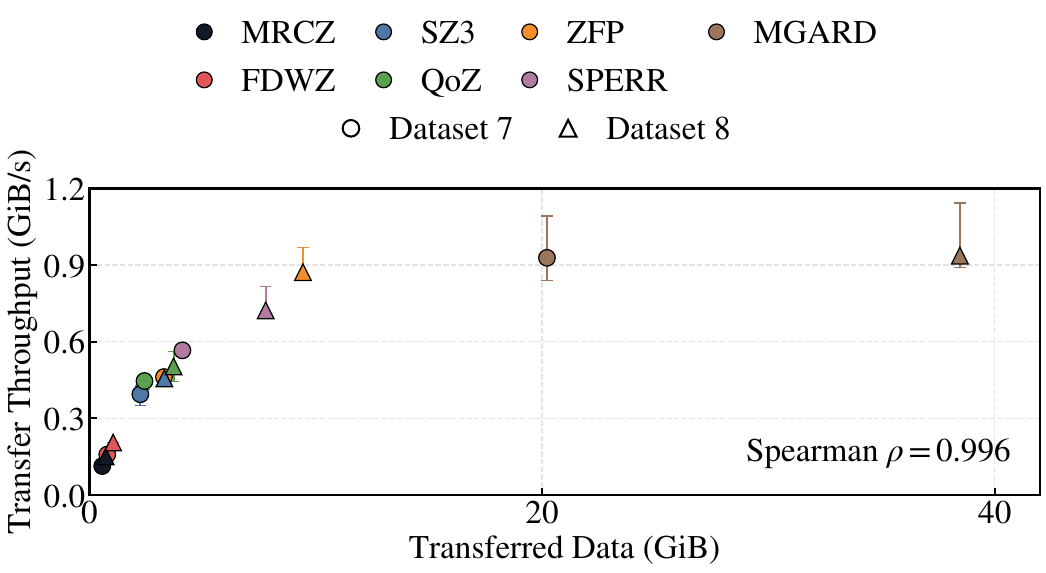 MRCZ SZ3 ZFP MGARD
FDWZ QoZ SPERR
Dataset 7 Dataset 8
Transfer Throughput (GiB/s)
1.2
0.9
0.6
0.3
0.0
Spearman ρ = 0.996
0 20 40
Transferred Data (GiB)